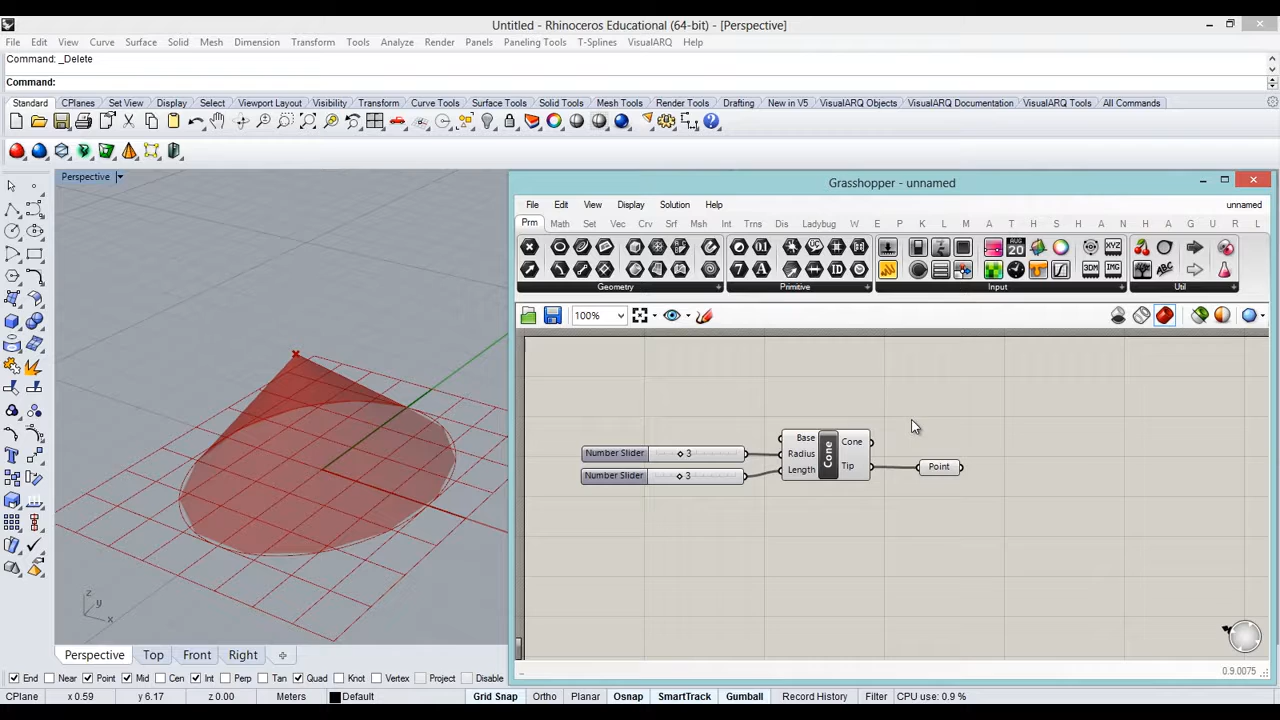 Untitled - Rhinoceros Educational (64-bit) - [Perspective]
File Edit View Curve Surface Solid Mesh Dimension Transform Tools Analyze Render Panels Paneling Tools T-Splines VisualARQ Help
Command: _Delete
Command:
Standard CPlanes Set View Display Select Viewport Layout Visibility Transform Curve Tools Surface Tools Solid Tools Mesh Tools Render Tools Drafting New in V5 VisualARQ Objects VisualARQ Documentation VisualARQ Tools All Commands
Perspective
Grasshopper - unnamed
File Edit View Display Solution Help unnamed
Prm Math Set Vec Crv Srf Msh Int Trns Dis Ladybug W E P K L M A T H N H A G U R L
Geometry Primitive Input Util
100%
Base
Radius
Length
Cone
Cone
Tip
Number Slider 3
Number Slider 3
Point
z
y
x
Perspective Top Front Right
0.9.0075
End Near Point Mid Cen Int Perp Tan Quad Knot Vertex Project Disable
CPlane x 0.59 y 6.17 z 0.00 Meters Default Grid Snap Ortho Planar Osnap SmartTrack Gumball Record History Filter CPU use: 0.9 %